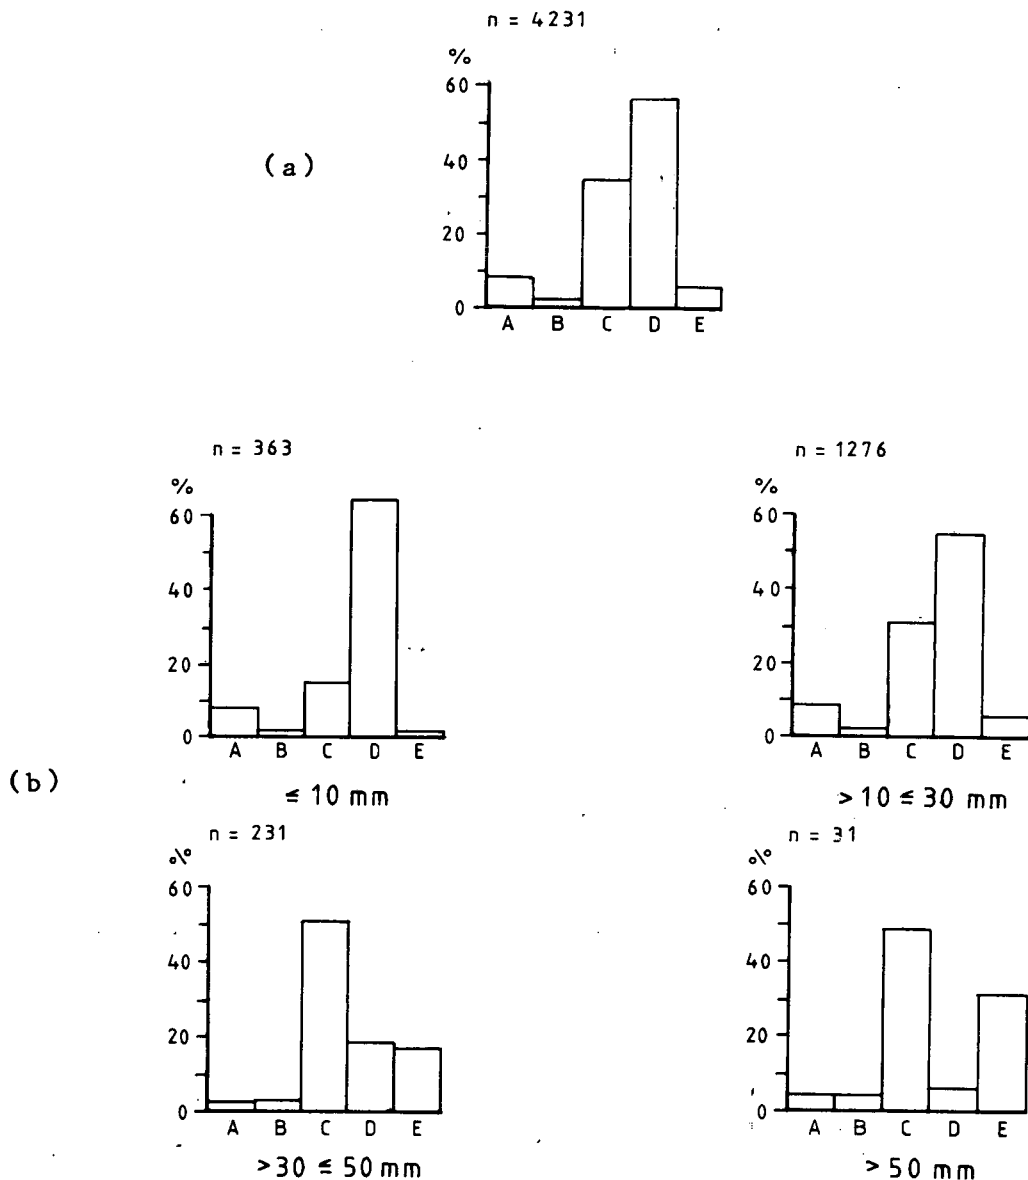 n = 4231
%
60
(a)
40
20
0
A B C D E
n = 363
%
60
40
20
0
A B C D E
≤ 10 mm
n = 1276
%
60
40
20
0
A B C D E
>10 ≤ 30 mm
(b)
n = 231
%
60
40
20
0
A B C D E
>30 ≤ 50 mm
n = 31
%
60
40
20
0
A B C D E
>50 mm